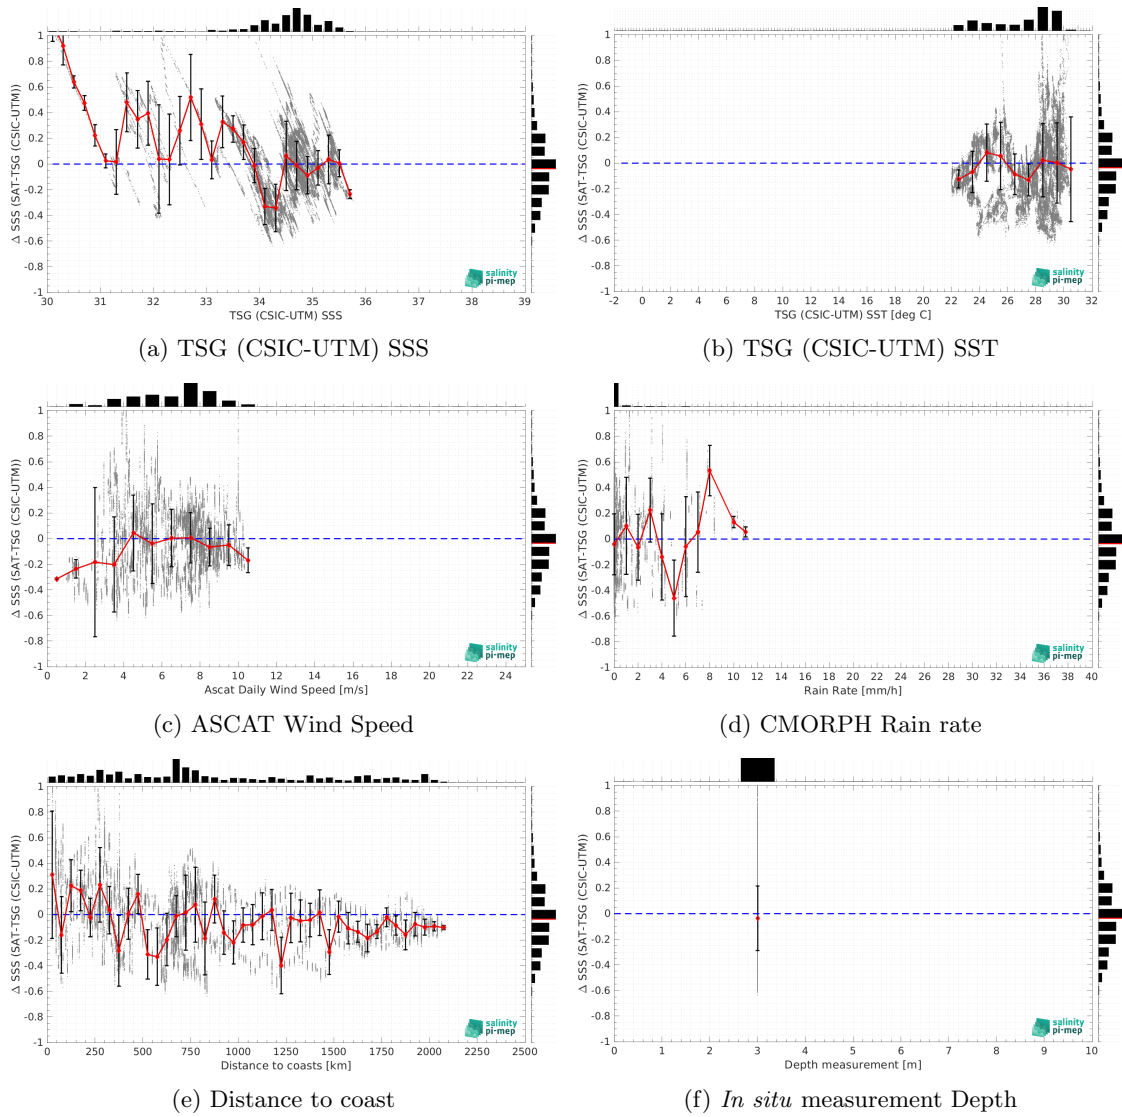 1
0.8
0.6
0.4
0.2
0
-0.2
-0.4
-0.6
-0.8
-1
Δ SSS (SAT-TSG (CSIC-UTM))
30 31 32 33 34 35 36 37 38 39
TSG (CSIC-UTM) SSS
salinity
pi-mep
(a) TSG (CSIC-UTM) SSS
1
0.8
0.6
0.4
0.2
0
-0.2
-0.4
-0.6
-0.8
-1
Δ SSS (SAT-TSG (CSIC-UTM))
-2 0 2 4 6 8 10 12 14 16 18 20 22 24 26 28 30 32
TSG (CSIC-UTM) SST [deg C]
salinity
pi-mep
(b) TSG (CSIC-UTM) SST
1
0.8
0.6
0.4
0.2
0
-0.2
-0.4
-0.6
-0.8
-1
Δ SSS (SAT-TSG (CSIC-UTM))
0 2 4 6 8 10 12 14 16 18 20 22 24
Ascat Daily Wind Speed [m/s]
salinity
pi-mep
(c) ASCAT Wind Speed
1
0.8
0.6
0.4
0.2
0
-0.2
-0.4
-0.6
-0.8
-1
Δ SSS (SAT-TSG (CSIC-UTM))
0 2 4 6 8 10 12 14 16 18 20 22 24 26 28 30 32 34 36 38 40
Rain Rate [mm/h]
salinity
pi-mep
(d) CMORPH Rain rate
1
0.8
0.6
0.4
0.2
0
-0.2
-0.4
-0.6
-0.8
-1
Δ SSS (SAT-TSG (CSIC-UTM))
0 250 500 750 1000 1250 1500 1750 2000 2250 2500
Distance to coasts [km]
salinity
pi-mep
(e) Distance to coast
1
0.8
0.6
0.4
0.2
0
-0.2
-0.4
-0.6
-0.8
-1
Δ SSS (SAT-TSG (CSIC-UTM))
0 1 2 3 4 5 6 7 8 9 10
Depth measurement [m]
salinity
pi-mep
(f) In situ measurement Depth